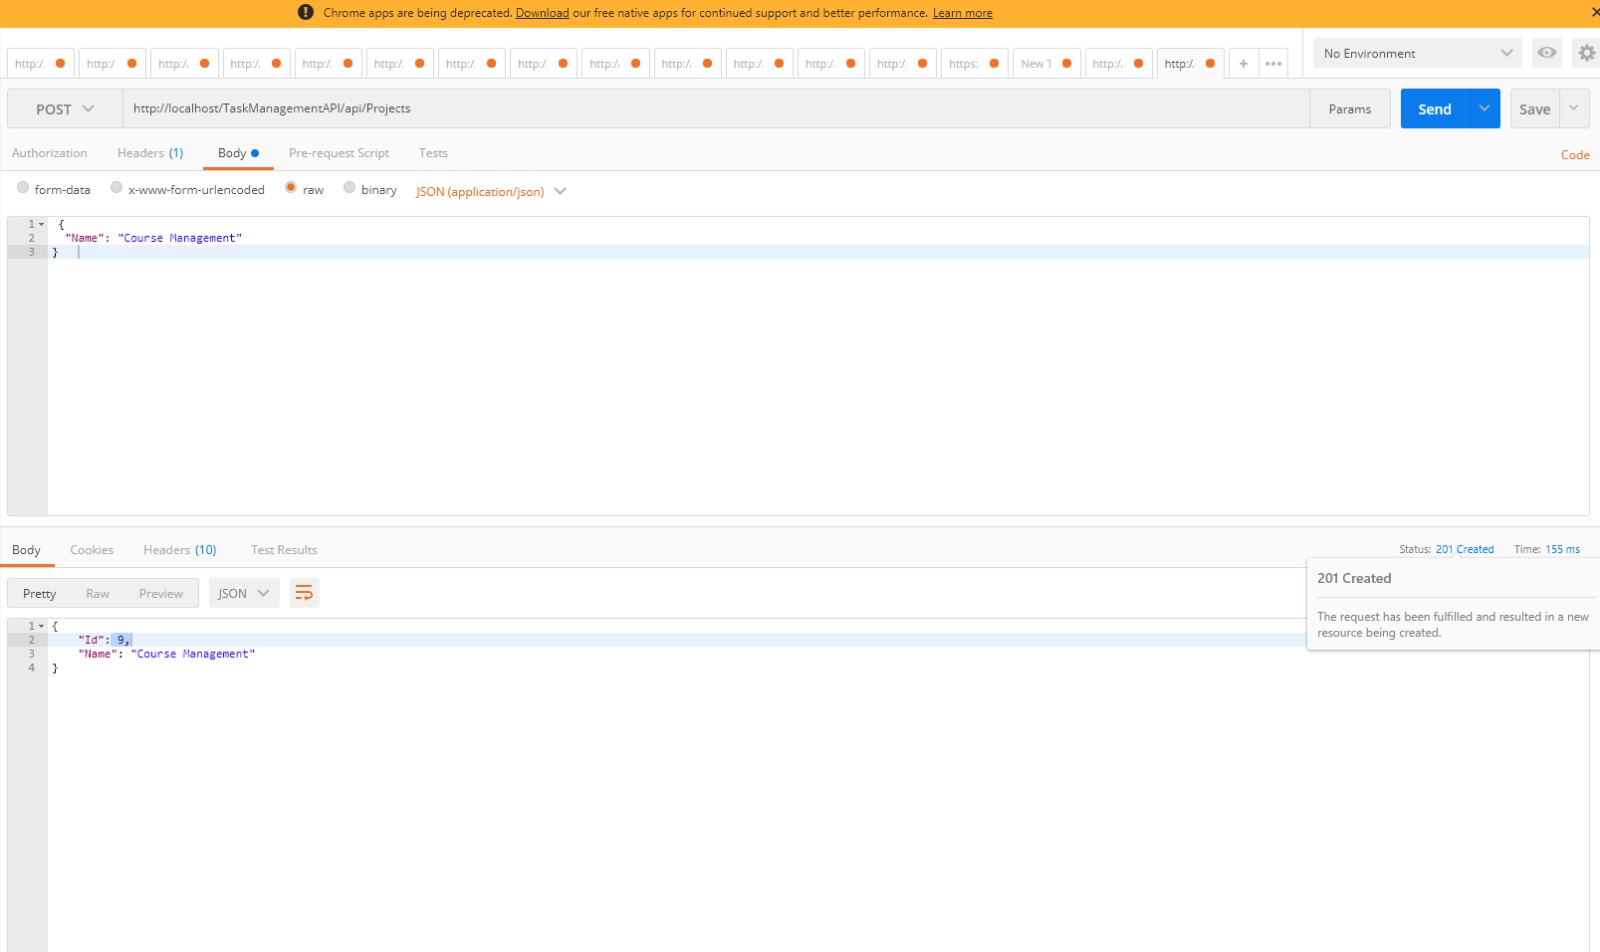 Chrome apps are being deprecated. Download our free native apps for continued support and better performance. Learn more
http:/ http:/ http:/. http:/. http:/. http:/. http:/. http:/ http:/. http:/. http:/. http:/. http:/. https: New T http:/. http:/. + ••• No Environment
POST http://localhost/TaskManagementAPI/api/Projects Params Send Save
Authorization Headers (1) Body Pre-request Script Tests Code
form-data x-www-form-urlencoded raw binary JSON (application/json)
1 {
2 "Name": "Course Management"
3 }
Body Cookies Headers (10) Test Results Status: 201 Created Time: 155 ms
201 Created
The request has been fulfilled and resulted in a new
resource being created.
Pretty Raw Preview JSON
1 {
2 "Id": 9,
3 "Name": "Course Management"
4 }